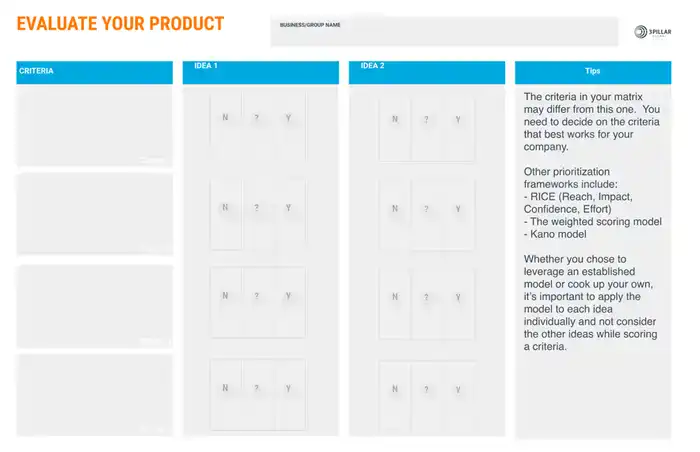 EVALUATE YOUR PRODUCT
BUSINESS/GROUP NAME
3PILLAR
CRITERIA
IDEA 1
IDEA 2
Tips
N ? Y
N ? Y
N ? Y
N ? Y
N ? Y
N ? Y
N ? Y
N ? Y
The criteria in your matrix
may differ from this one. You
need to decide on the criteria
that best works for your
company.
Other prioritization
frameworks include:
- RICE (Reach, Impact,
Confidence, Effort)
- The weighted scoring model
- Kano model
Whether you chose to
leverage an established
model or cook up your own,
it's important to apply the
model to each idea
individually and not consider
the other ideas while scoring
a criteria.